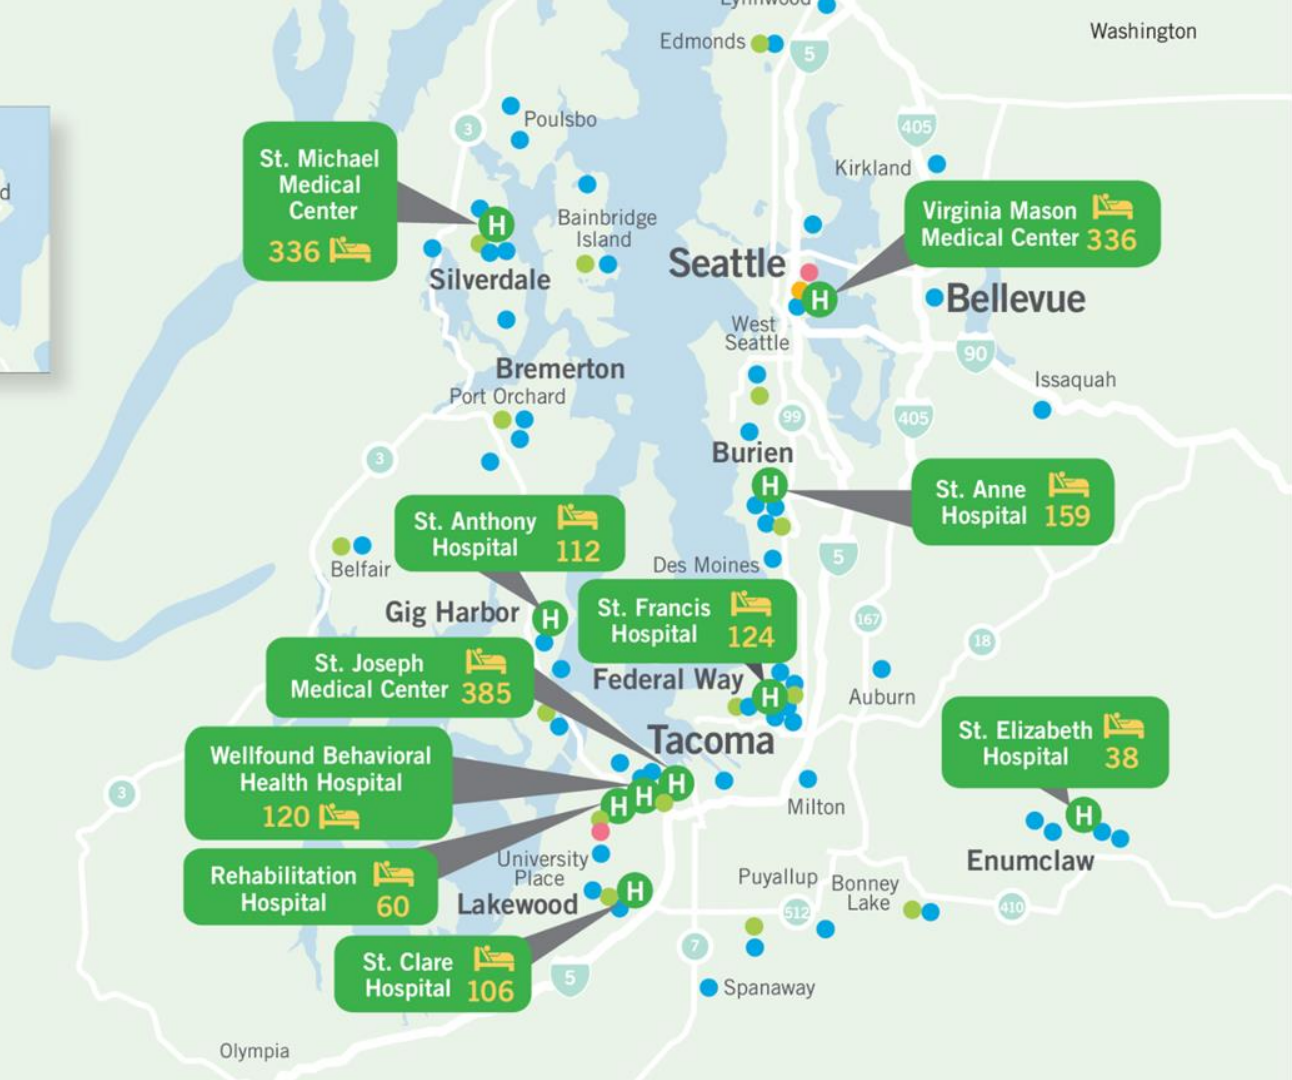 Lynnwood
Edmonds
5
Washington
Poulsbo
3
405
Kirkland
St. Michael
Medical
Center
336
H
Bainbridge
Island
Silverdale
Virginia Mason
Medical Center 336
Seattle
H
Bellevue
West
Seattle
90
Issaquah
Bremerton
Port Orchard
99
405
3
Burien
H
St. Anne
Hospital 159
St. Anthony
Hospital 112
Belfair
Des Moines
5
Gig Harbor
H
St. Francis
Hospital 124
167
18
St. Joseph
Medical Center 385
Federal Way
H
Auburn
St. Elizabeth
Hospital 38
Tacoma
Wellfound Behavioral
Health Hospital
120
H
H
H
3
Milton
H
Enumclaw
Rehabilitation
Hospital 60
University
Place
Lakewood
H
Puyallup
Bonney
Lake
512
410
St. Clare
Hospital 106
5
7
Spanaway
Olympia
d